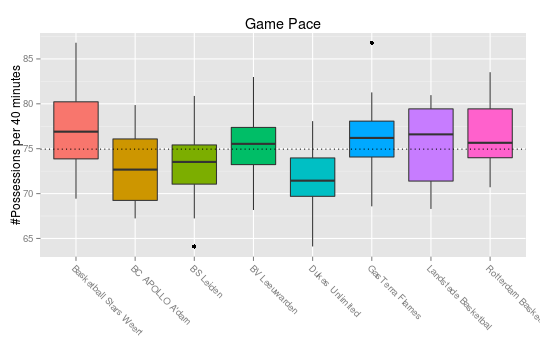 Game Pace
#Possessions per 40 minutes
85
80
75
70
65
Basketball Stars Weert
BC APOLLO A'dam
BS Leiden
BV Leeuwarden
Dukes Unlimited
GasTerra Flames
Landstede Basketbal
Rotterdam Basket